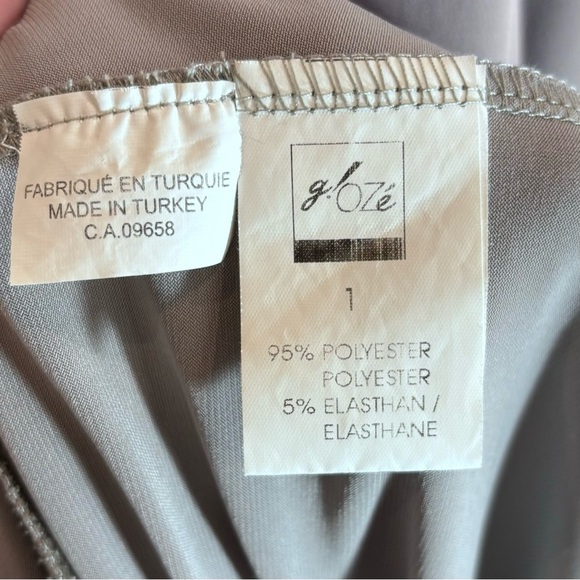 FABRIQUÉ EN TURQUIE
MADE IN TURKEY
C.A.09658
g!OZé
1
95% POLYESTER
POLYESTER
5% ELASTHAN /
ELASTHANE